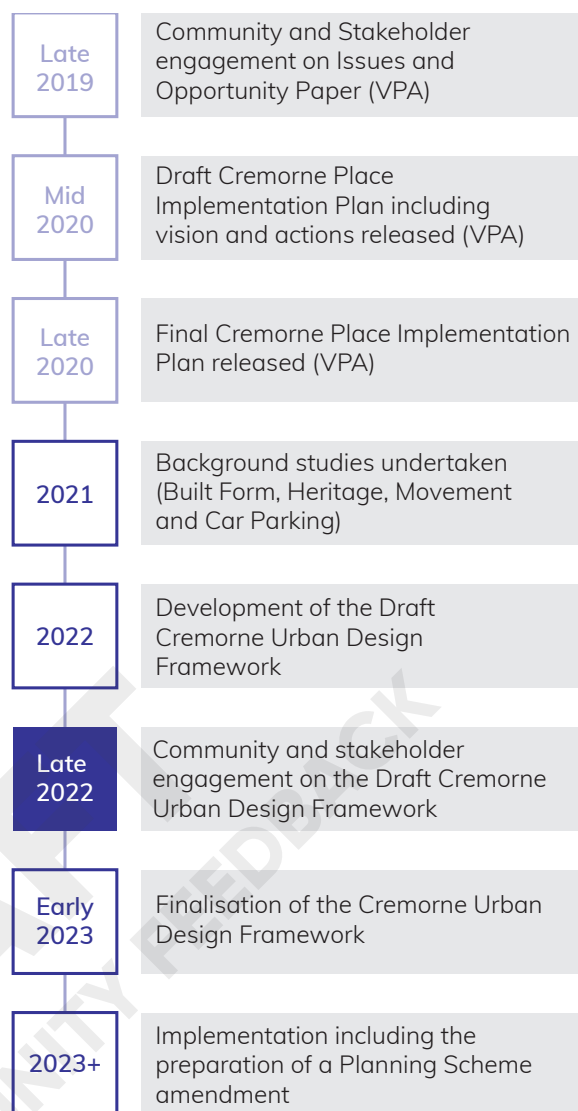 Late
2019
Community and Stakeholder
engagement on Issues and
Opportunity Paper (VPA)
Mid
2020
Draft Cremorne Place
Implementation Plan including
vision and actions released (VPA)
Late
2020
Final Cremorne Place Implementation
Plan released (VPA)
2021
Background studies undertaken
(Built Form, Heritage, Movement
and Car Parking)
2022
Development of the Draft
Cremorne Urban Design
Framework
Late
2022
Community and stakeholder
engagement on the Draft Cremorne
Urban Design Framework
Early
2023
Finalisation of the Cremorne Urban
Design Framework
2023+
Implementation including the
preparation of a Planning Scheme
amendment
FEEDBACK